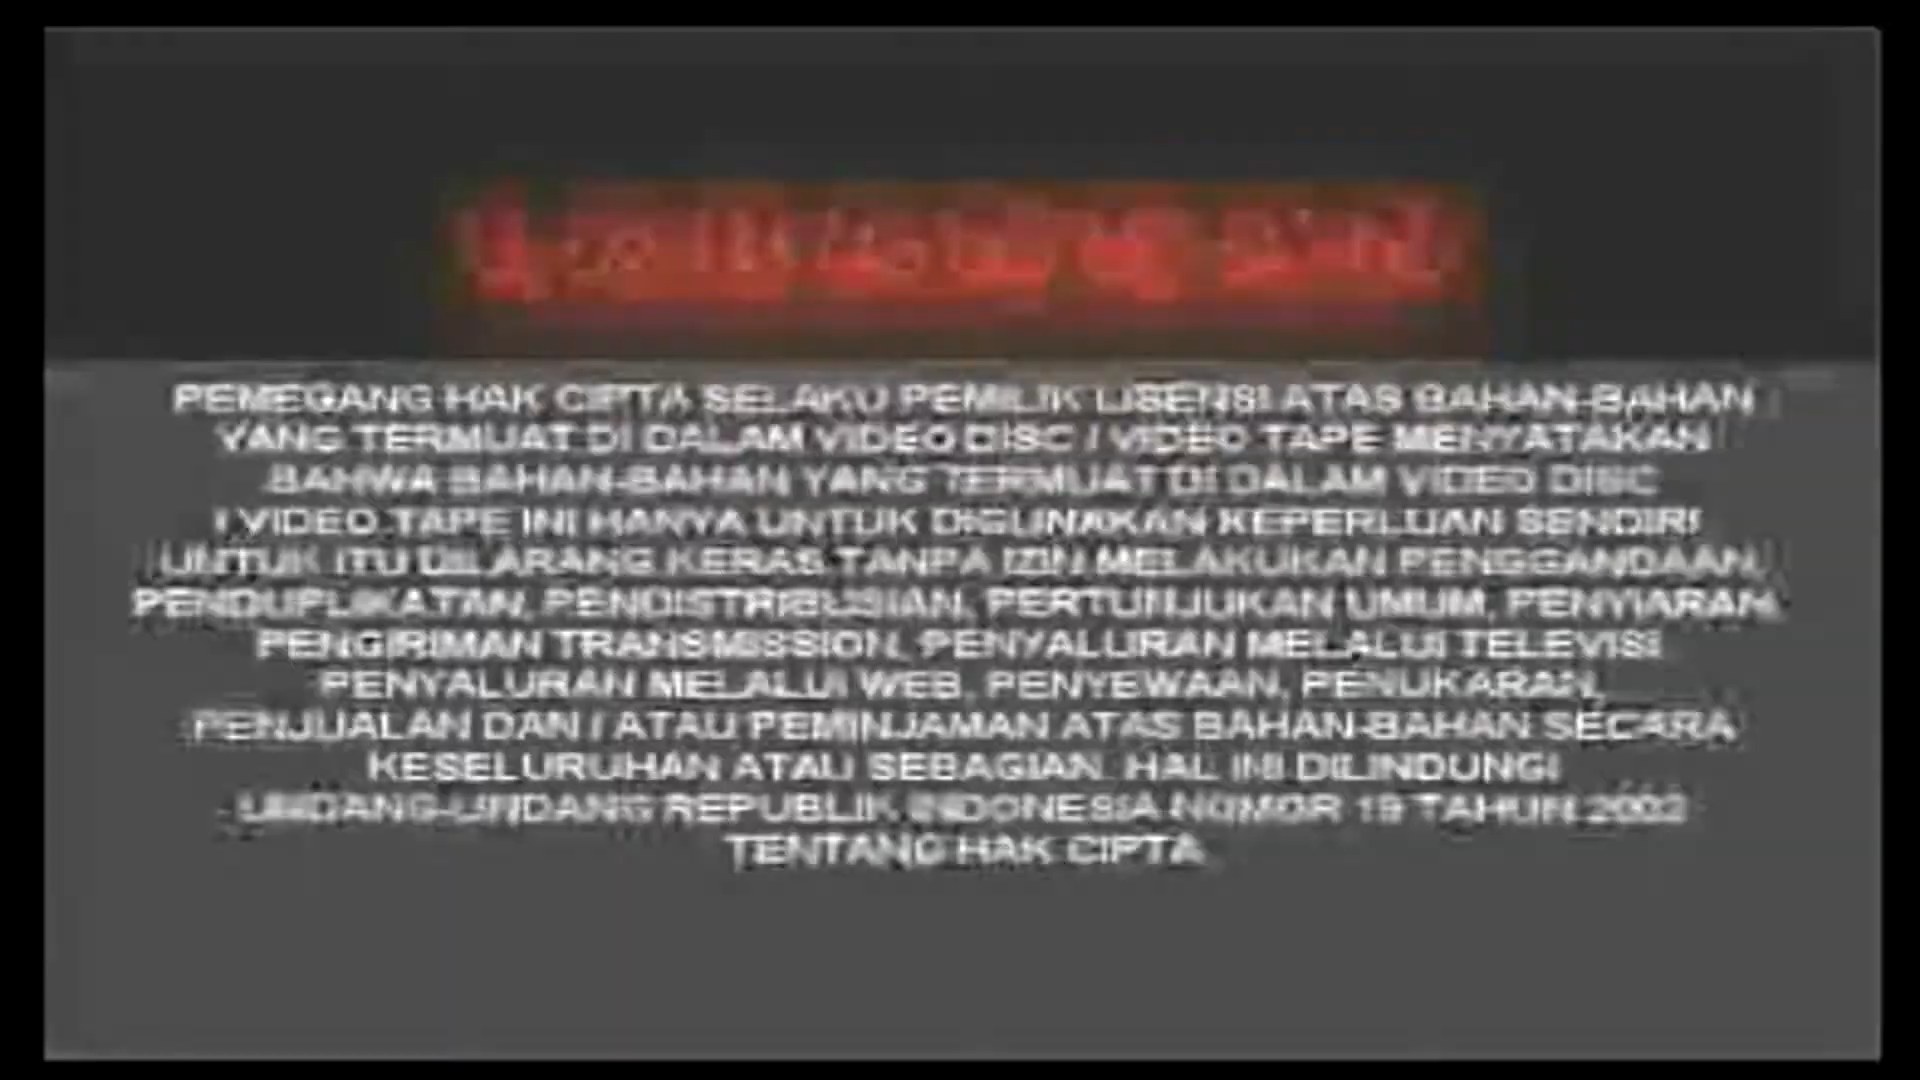 PEMEGANG HAK CIPTA SELAKU PEMILIK LISENSI ATAS BAHAN-BAHAN
YANG TERMUAT DI DALAM VIDEO DISC / VIDEO TAPE MENYATAKAN
BAHWA BAHAN-BAHAN YANG TERMUAT DI DALAM VIDEO DISC
/ VIDEO TAPE INI HANYA UNTUK DIGUNAKAN KEPERLUAN SENDIRI
UNTUK ITU DILARANG KERAS TANPA IZIN MELAKUKAN PENGGANDAAN,
PENDUPLIKATAN, PENDISTRIBUSIAN, PERTUNJUKAN UMUM, PENYIARAN,
PENGIRIMAN TRANSMISSION, PENYALURAN MELALUI TELEVISI
PENYALURAN MELALUI WEB, PENYEWAAN, PENUKARAN,
PENJUALAN DAN / ATAU PEMINJAMAN ATAS BAHAN-BAHAN SECARA
KESELURUHAN ATAU SEBAGIAN. HAL INI DILINDUNGI
UNDANG-UNDANG REPUBLIK INDONESIA NOMOR 19 TAHUN 2002
TENTANG HAK CIPTA